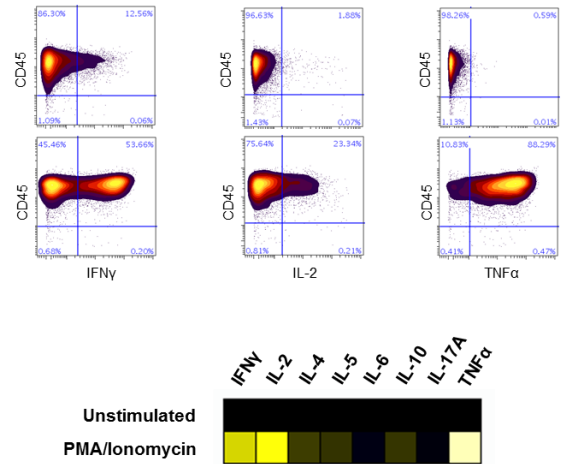 86.30% 12.56%
CD45
1.09% 0.06%
96.63% 1.88%
CD45
1.43% 0.07%
98.26% 0.59%
CD45
1.13% 0.01%
45.46% 53.66%
CD45
0.68% 0.20%
IFNγ
75.64% 23.34%
CD45
0.81% 0.21%
IL-2
10.83% 88.29%
CD45
0.41% 0.47%
TNFα
IFNγ IL-2 IL-4 IL-5 IL-6 IL-10 IL-17A TNFα
Unstimulated
PMA/Ionomycin